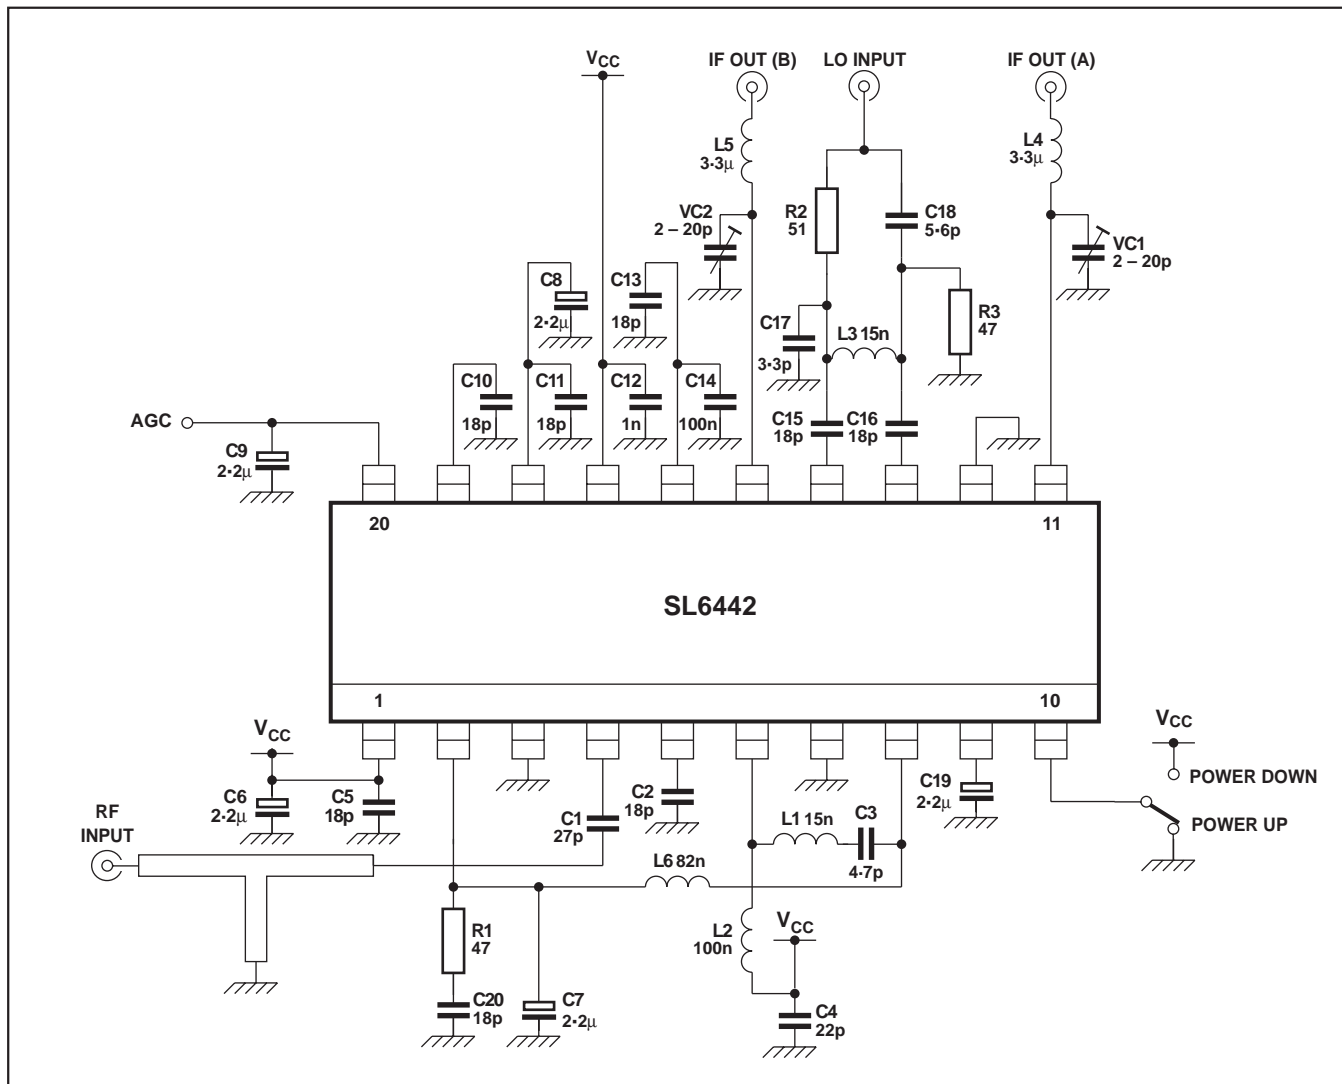 V_CC
IF OUT (B)
LO INPUT
IF OUT (A)
L5
3·3µ
L4
3·3µ
VC2
2 – 20p
R2
51
C18
5·6p
VC1
2 – 20p
C8
2·2µ
C13
18p
C17
3·3p
L3 15n
R3
47
C10
18p
C11
18p
C12
1n
C14
100n
C15
18p
C16
18p
AGC
C9
2·2µ
20
11
SL6442
1
10
V_CC
C6
2·2µ
C5
18p
RF
INPUT
C1
27p
C2
18p
C19
2·2µ
V_CC
POWER DOWN
POWER UP
L1 15n
C3
4·7p
L6 82n
R1
47
L2
100n
V_CC
C20
18p
C7
2·2µ
C4
22p